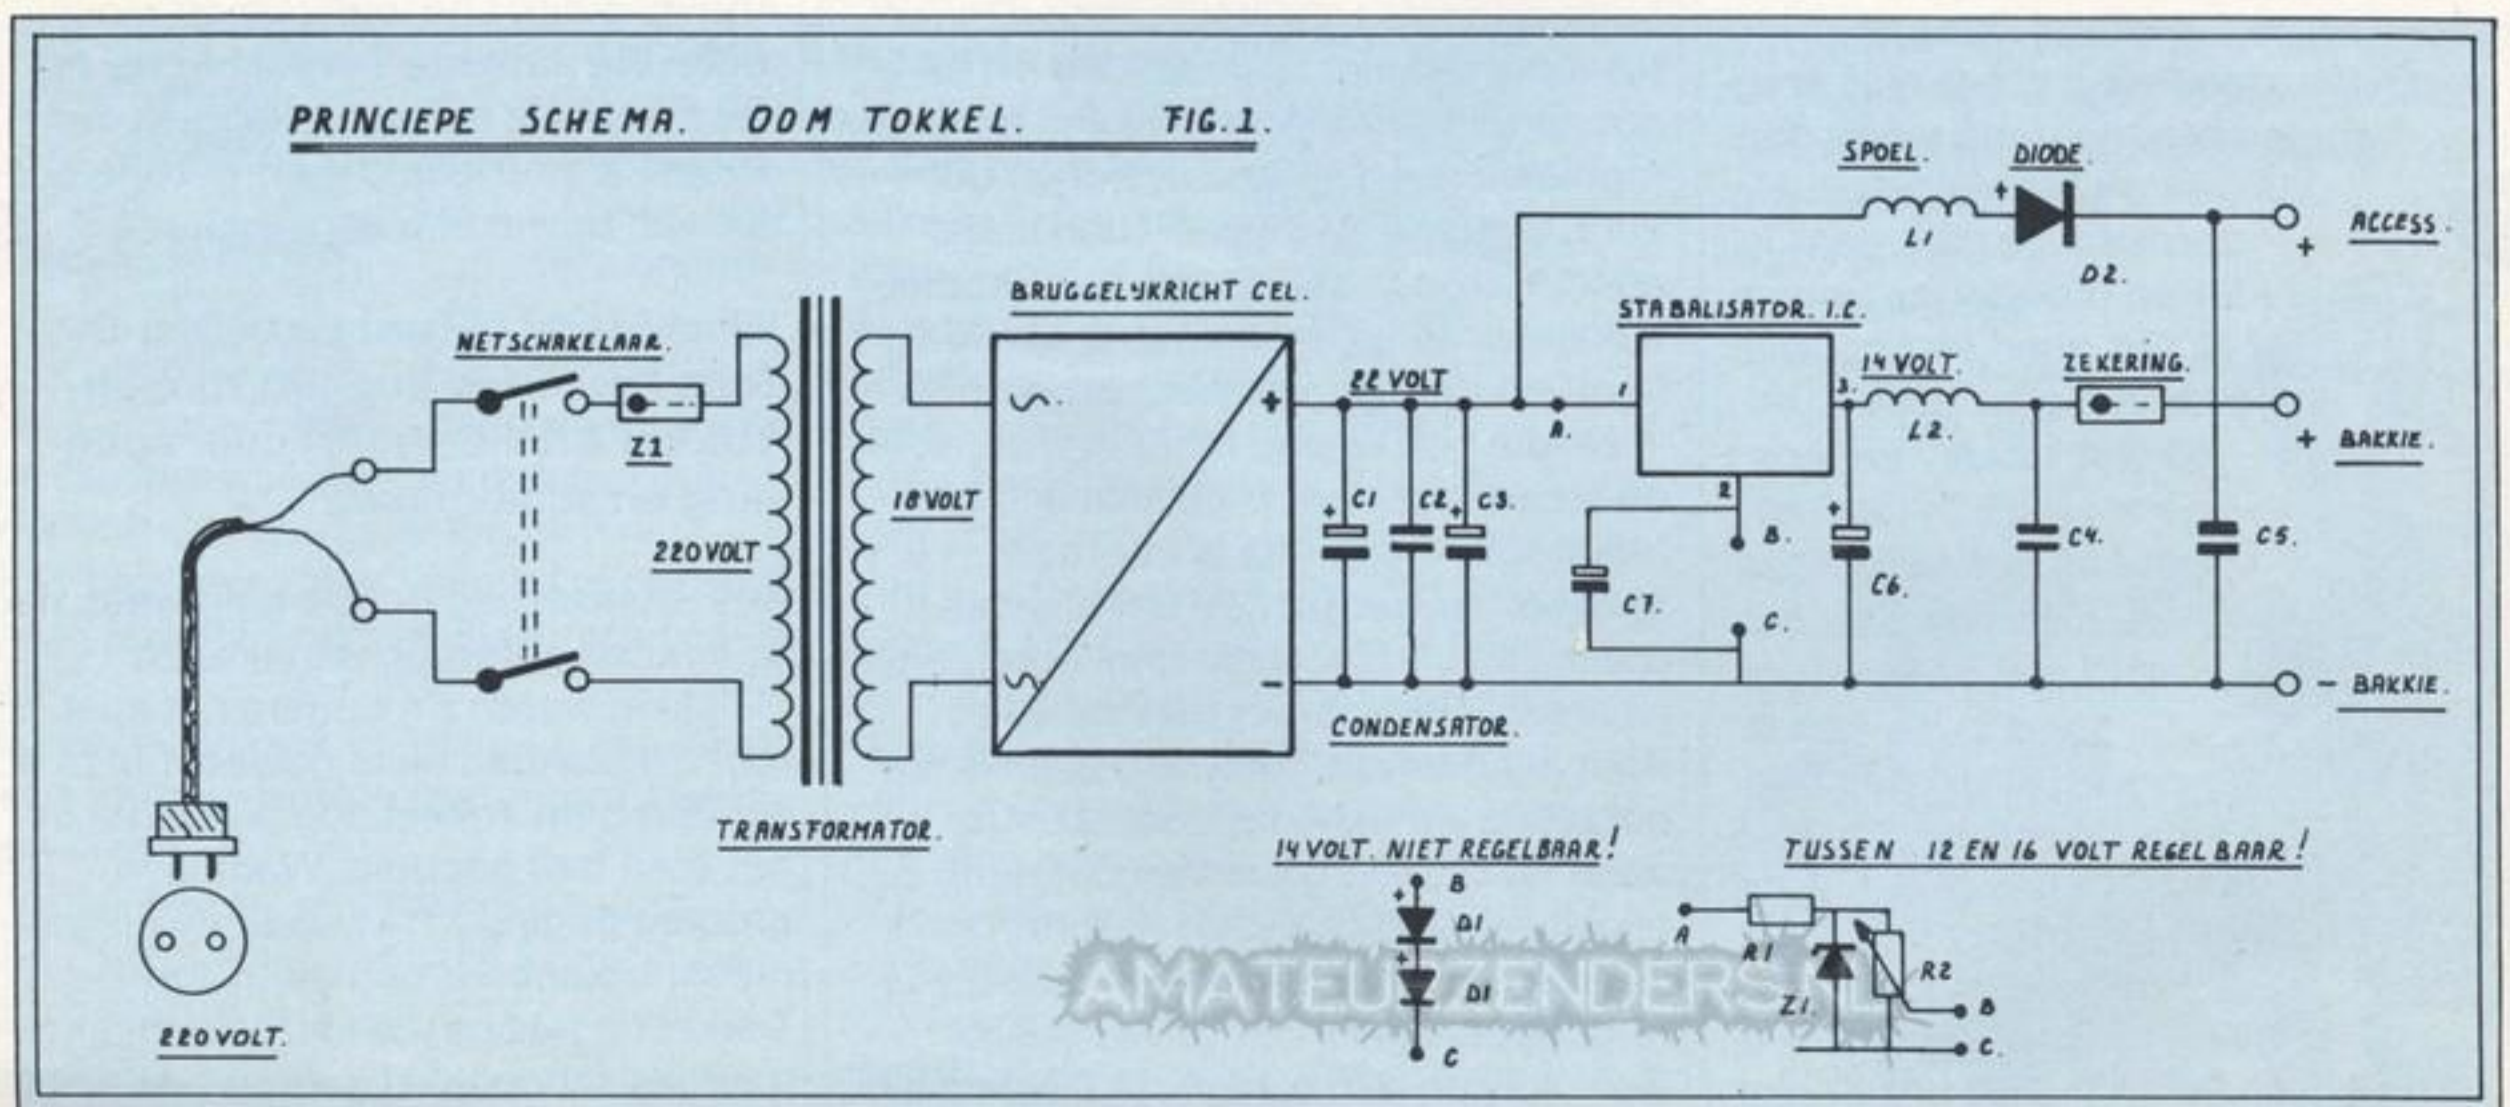 PRINCIEPE SCHEMA. OOM TOKKEL. FIG.1.
SPOEL. DIODE.
L1
+
D2.
+ ACCESS.
BRUGGELYKRICHT CEL.
STABALISATOR. I.C.
NETSCHAKELAAR.
Z1
22 VOLT
A.
1
3.
2
14 VOLT.
L2.
ZEKERING.
+ BAKKIE.
+
-
18 VOLT
220 VOLT
+ C1
C2
+ C3.
B.
C.
C7.
+
C6.
C4.
C5.
- BAKKIE.
CONDENSATOR.
TRANSFORMATOR.
220 VOLT.
14 VOLT. NIET REGELBAAR!
B
+ D1
+ D1
C
TUSSEN 12 EN 16 VOLT REGELBAAR!
A
R1
Z1.
R2
B
C.
AMATEURZENDERS.NL